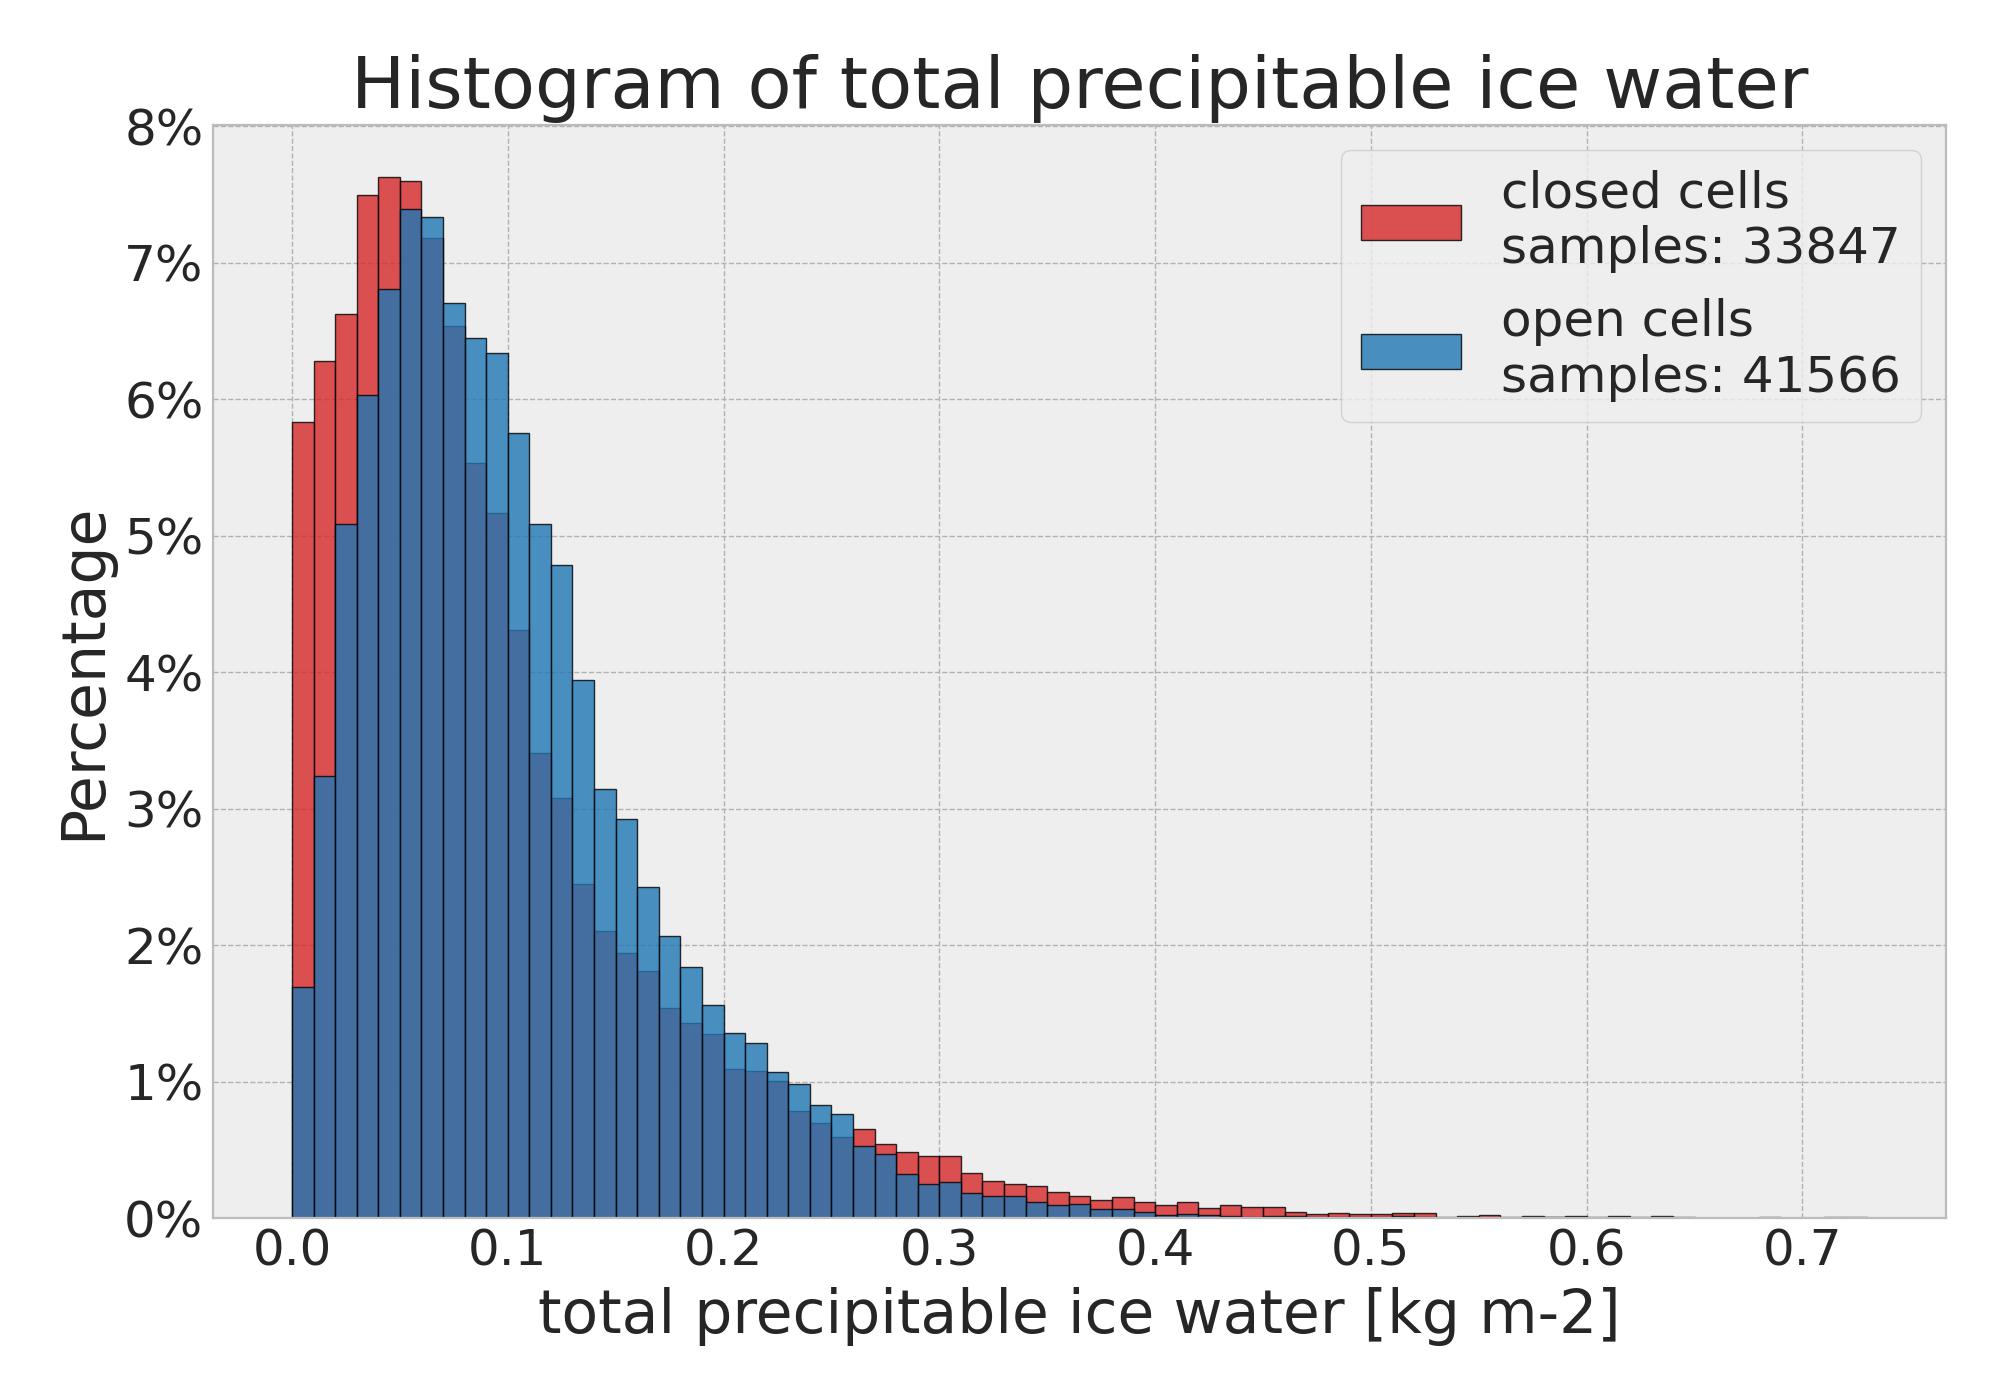 Histogram of total precipitable ice water
8%
7%
6%
5%
4%
3%
2%
1%
0%
Percentage
closed cells
samples: 33847
open cells
samples: 41566
0.0 0.1 0.2 0.3 0.4 0.5 0.6 0.7
total precipitable ice water [kg m-2]